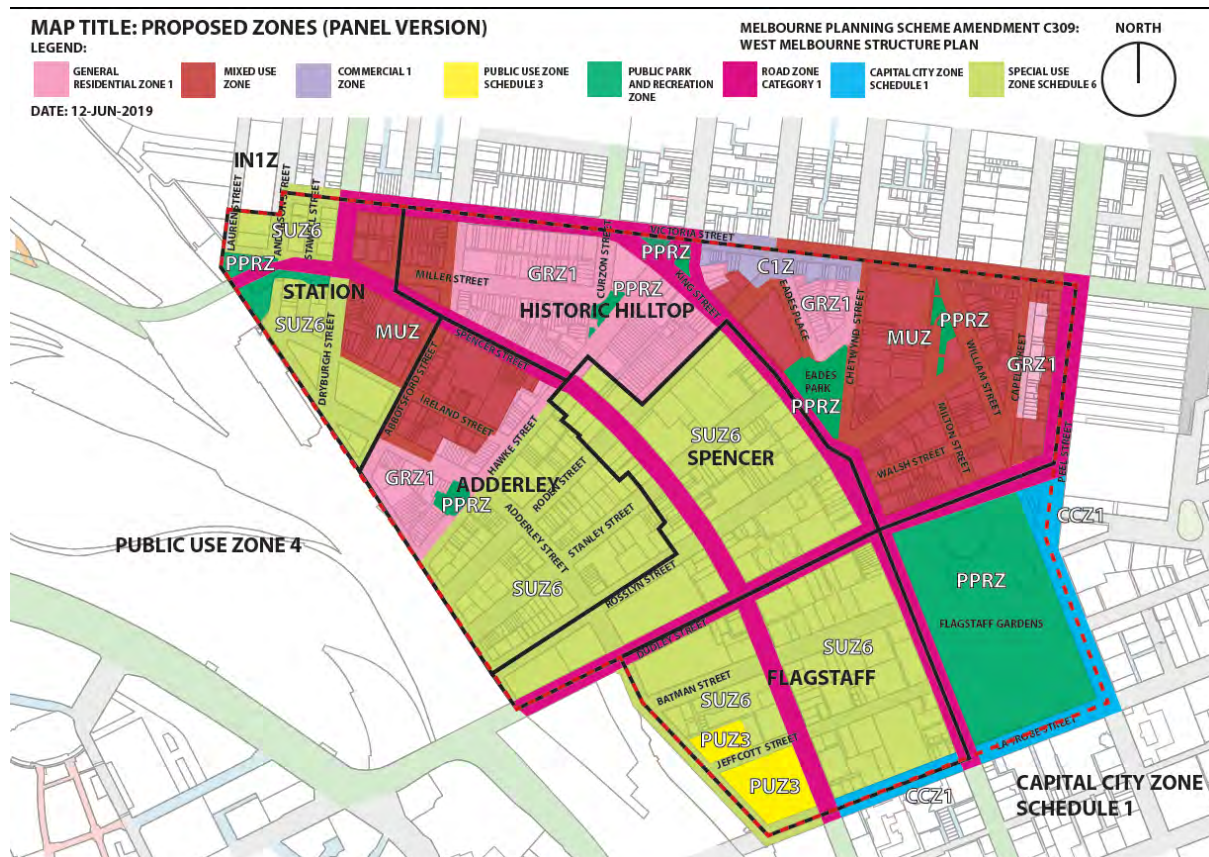 MAP TITLE: PROPOSED ZONES (PANEL VERSION)
MELBOURNE PLANNING SCHEME AMENDMENT C309:
WEST MELBOURNE STRUCTURE PLAN
NORTH
LEGEND:
GENERAL
RESIDENTIAL ZONE 1
MIXED USE
ZONE
COMMERCIAL 1
ZONE
PUBLIC USE ZONE
SCHEDULE 3
PUBLIC PARK
AND RECREATION
ZONE
ROAD ZONE
CATEGORY 1
CAPITAL CITY ZONE
SCHEDULE 1
SPECIAL USE
ZONE SCHEDULE 6
DATE: 12-JUN-2019
IN1Z
LAUREN STREET
STAWELL STREET
SUZ6
PPRZ
STATION
SUZ6
DRYBURGH STREET
MUZ
ABBOTSFORD STREET
MILLER STREET
GRZ1
CURZON STREET
PPRZ
HISTORIC HILLTOP
VICTORIA STREET
PPRZ
KING STREET
C1Z
EADES PLACE
GRZ1
CHETWYND STREET
MUZ
PPRZ
WILLIAM STREET
CAPEL STREET
GRZ1
EADES
PARK
PPRZ
MILTON STREET
WALSH STREET
PEEL STREET
SPENCER STREET
IRELAND STREET
HAWKE STREET
GRZ1
ADDERLEY
PPRZ
RODEN STREET
ADDERLEY STREET
STANLEY STREET
SUZ6
ROSSLYN STREET
SUZ6
SPENCER
PUBLIC USE ZONE 4
CCZ1
PPRZ
FLAGSTAFF GARDENS
DUDLEY STREET
SUZ6
FLAGSTAFF
BATMAN STREET
SUZ6
PUZ3
JEFFCOTT STREET
PUZ3
LA TROBE STREET
CCZ1
CAPITAL CITY ZONE
SCHEDULE 1